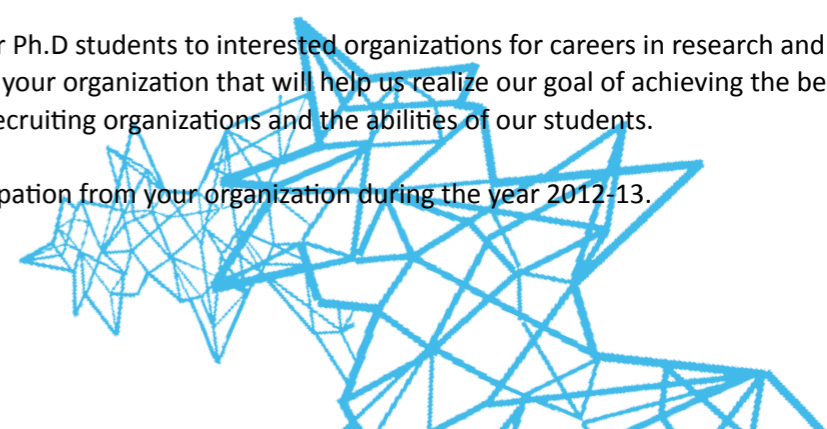 r Ph.D students to interested organizations for careers in research and
your organization that will help us realize our goal of achieving the be
ecruiting organizations and the abilities of our students.
pation from your organization during the year 2012-13.